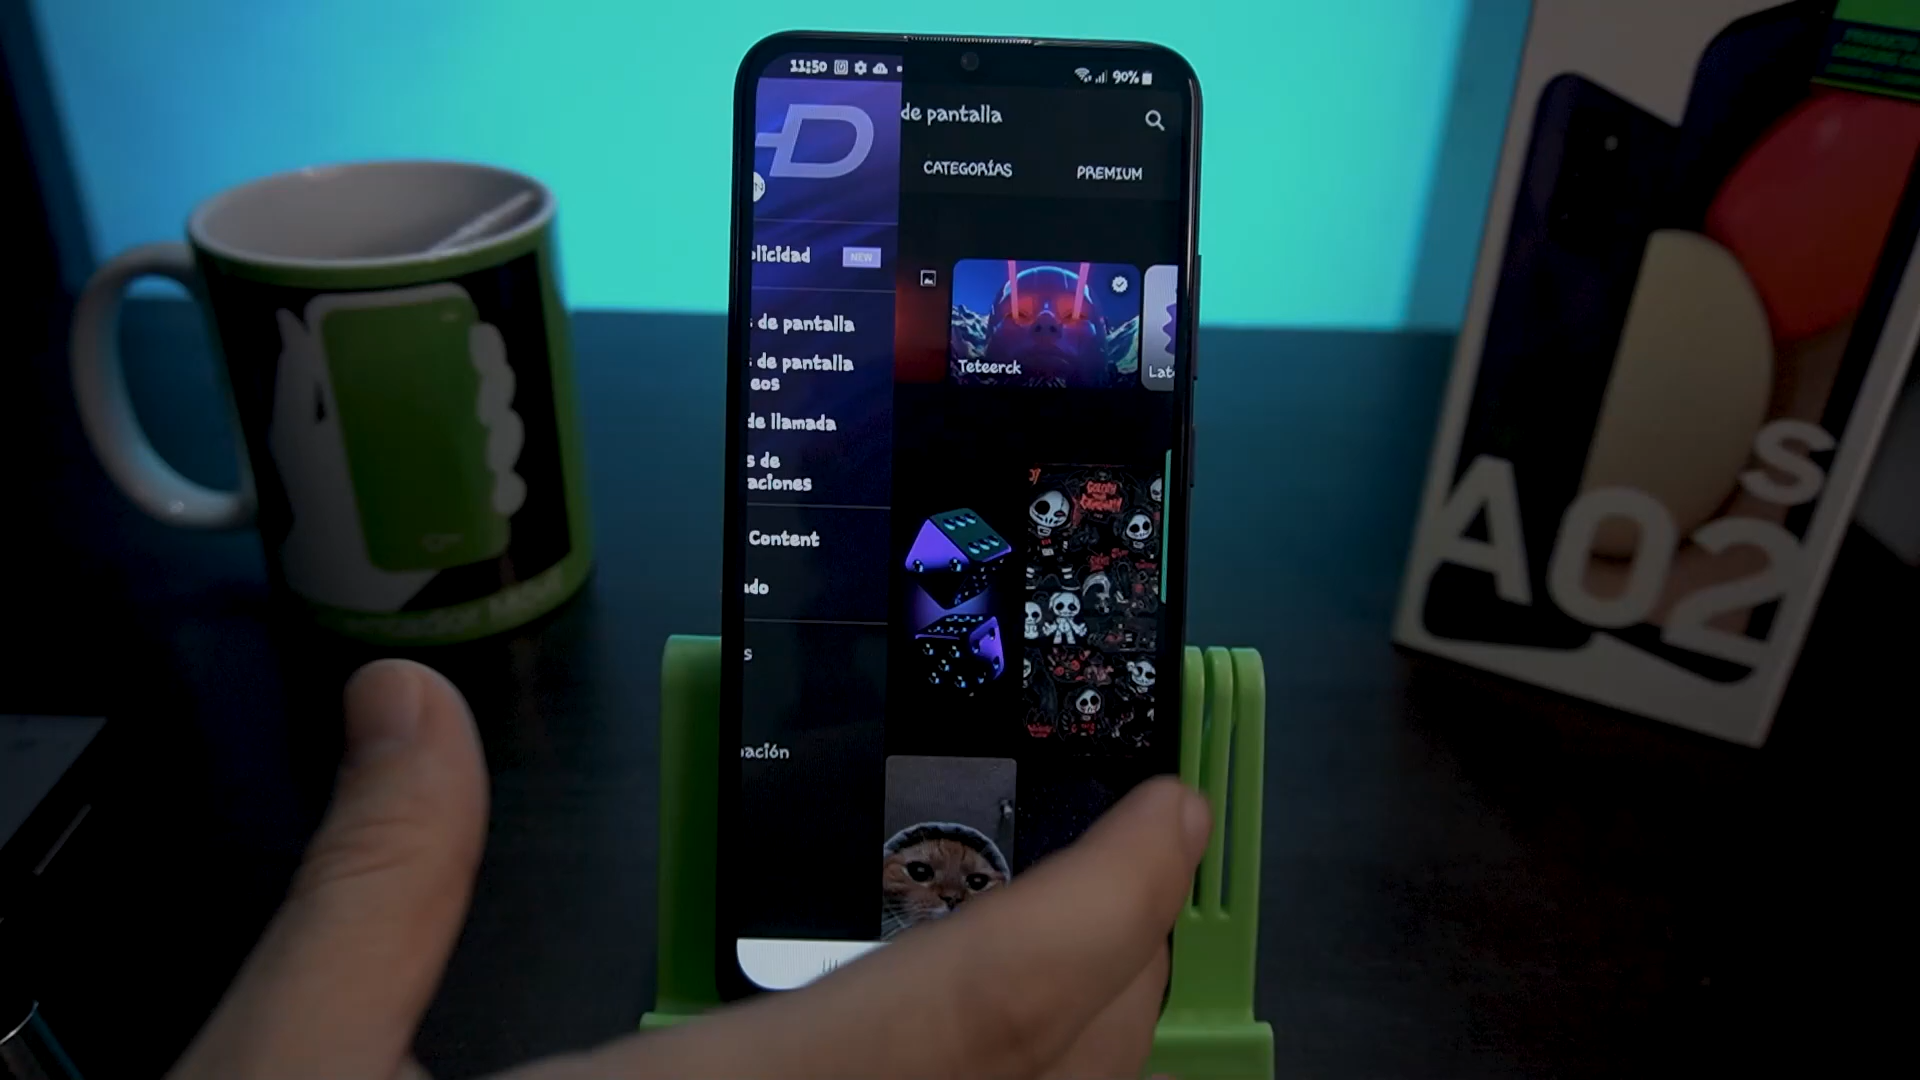 11:50
90%
de pantalla
CATEGORÍAS
PREMIUM
licidad
NEW
de pantalla
de pantalla
eos
de llamada
s de
aciones
Content
do
s
ación
Teteerck
Lat
A02
s